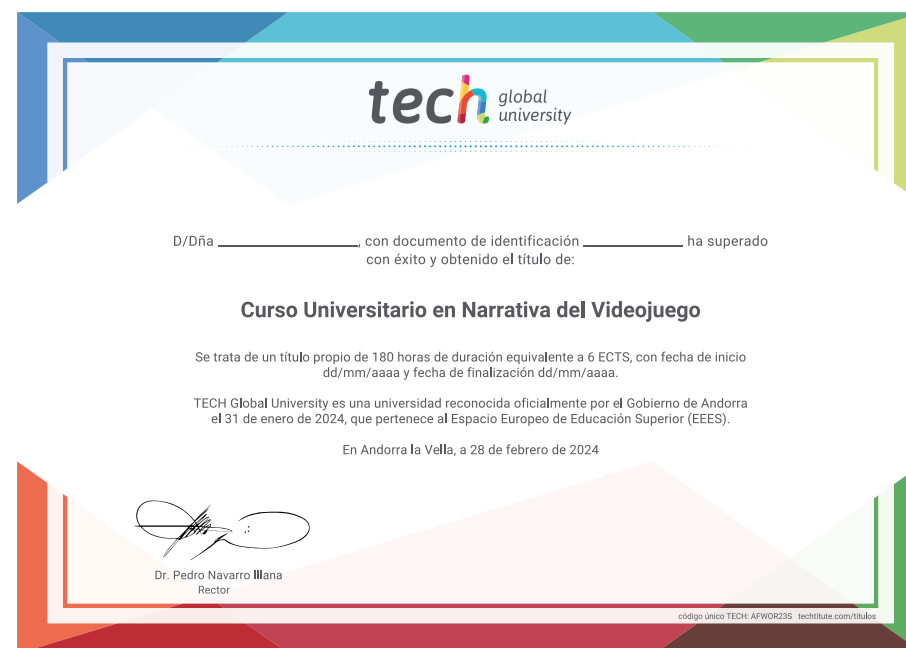 tech global
university
D/Dña ______________, con documento de identificación __________ ha superado
con éxito y obtenido el título de:
Curso Universitario en Narrativa del Videojuego
Se trata de un título propio de 180 horas de duración equivalente a 6 ECTS, con fecha de inicio
dd/mm/aaaa y fecha de finalización dd/mm/aaaa.
TECH Global University es una universidad reconocida oficialmente por el Gobierno de Andorra
el 31 de enero de 2024, que pertenece al Espacio Europeo de Educación Superior (EEES).
En Andorra la Vella, a 28 de febrero de 2024
Dr. Pedro Navarro Illana
Rector
código único TECH: AFWOR23S techtitute.com/titulos